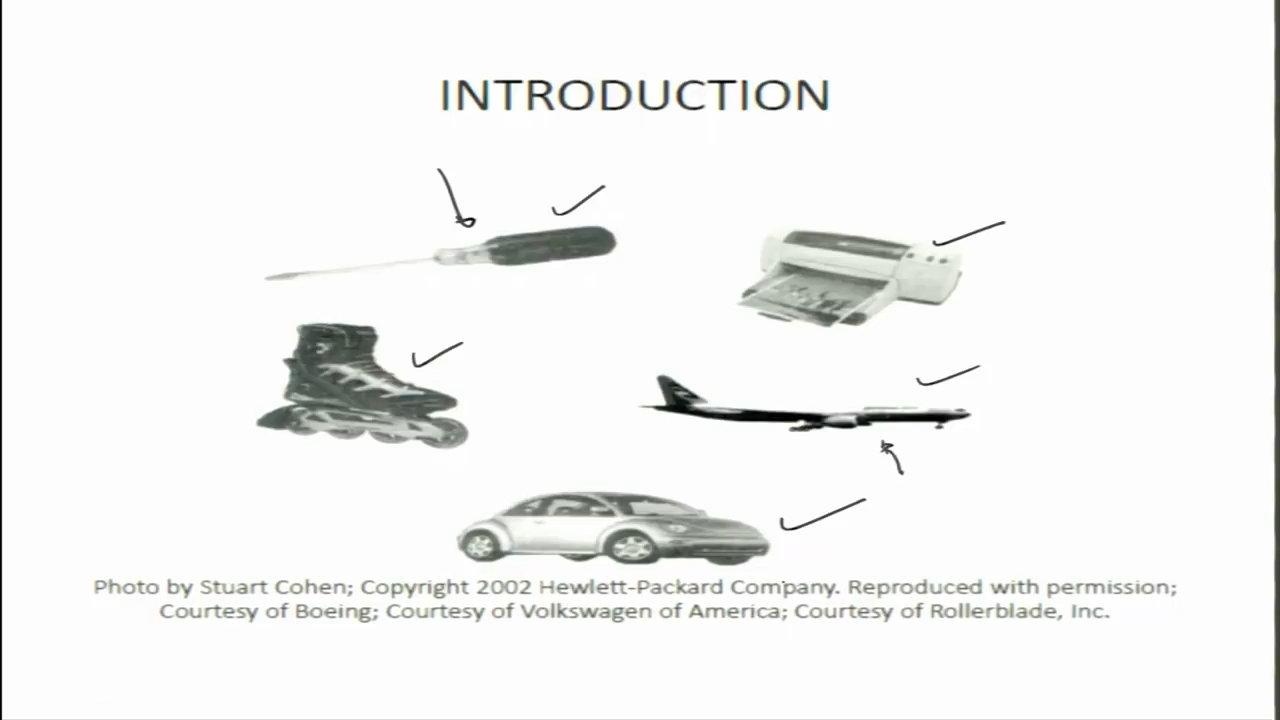 INTRODUCTION
Photo by Stuart Cohen; Copyright 2002 Hewlett-Packard Company. Reproduced with permission;
Courtesy of Boeing; Courtesy of Volkswagen of America; Courtesy of Rollerblade, Inc.